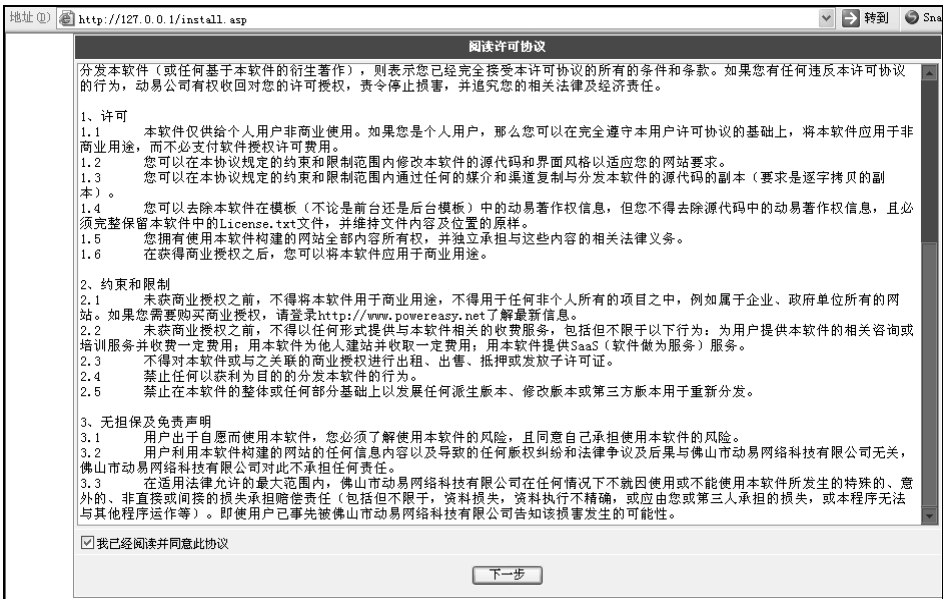 地址(D) http://127.0.0.1/install.asp 转到 Sna
阅读许可协议
分发本软件（或任何基于本软件的衍生著作），则表示您已经完全接受本许可协议的所有的条件和条款。如果您有任何违反本许可协议
的行为，动易公司有权收回对您的许可授权，责令停止损害，并追究您的相关法律及经济责任。
1、许可
1.1 本软件仅供给个人用户非商业使用。如果您是个人用户，那么您可以在完全遵守本用户许可协议的基础上，将本软件应用于非
商业用途，而不必支付软件授权许可费用。
1.2 您可以在本协议规定的约束和限制范围内修改本软件的源代码和界面风格以适应您的网站要求。
1.3 您可以在本协议规定的约束和限制范围内通过任何的媒介和渠道复制与分发本软件的源代码的副本（要求是逐字拷贝的副
本）。
1.4 您可以去除本软件在模板（不论是前台还是后台模板）中的动易著作权信息，但您不得去除源代码中的动易著作权信息，且必
须完整保留本软件中的License.txt文件，并维持文件内容及位置的原样。
1.5 您拥有使用本软件构建的网站全部内容所有权，并独立承担与这些内容的相关法律义务。
1.6 在获得商业授权之后，您可以将本软件应用于商业用途。
2、约束和限制
2.1 未获商业授权之前，不得将本软件用于商业用途，不得用于任何非个人所有的项目之中，例如属于企业、政府单位所有的网
站。如果您需要购买商业授权，请登录http://www.powereasy.net了解最新信息。
2.2 未获商业授权之前，不得以任何形式提供与本软件相关的收费服务，包括但不限于以下行为：为用户提供本软件的相关咨询或
培训服务并收费一定费用；用本软件为他人建站并收取一定费用；用本软件提供SaaS（软件做为服务）服务。
2.3 不得对本软件或与之关联的商业授权进行出租、出售、抵押或发放子许可证。
2.4 禁止任何以获利为目的的分发本软件的行为。
2.5 禁止在本软件的整体或任何部分基础上以发展任何派生版本、修改版本或第三方版本用于重新分发。
3、无担保及免责声明
3.1 用户出于自愿而使用本软件，您必须了解使用本软件的风险，且同意自己承担使用本软件的风险。
3.2 用户利用本软件构建的网站的任何信息内容以及导致的任何版权纠纷和法律争议及后果与佛山市动易网络科技有限公司无关，
佛山市动易网络科技有限公司对此不承担任何责任。
3.3 在适用法律允许的最大范围内，佛山市动易网络科技有限公司在任何情况下不就因使用或不能使用本软件所发生的特殊的、意
外的、非直接或间接的损失承担赔偿责任（包括但不限于，资料损失，资料执行不精确，或应由您或第三人承担的损失，或本程序无法
与其他程序运作等）。即使用户已事先被佛山市动易网络科技有限公司告知该损害发生的可能性。
我已经阅读并同意此协议
下一步